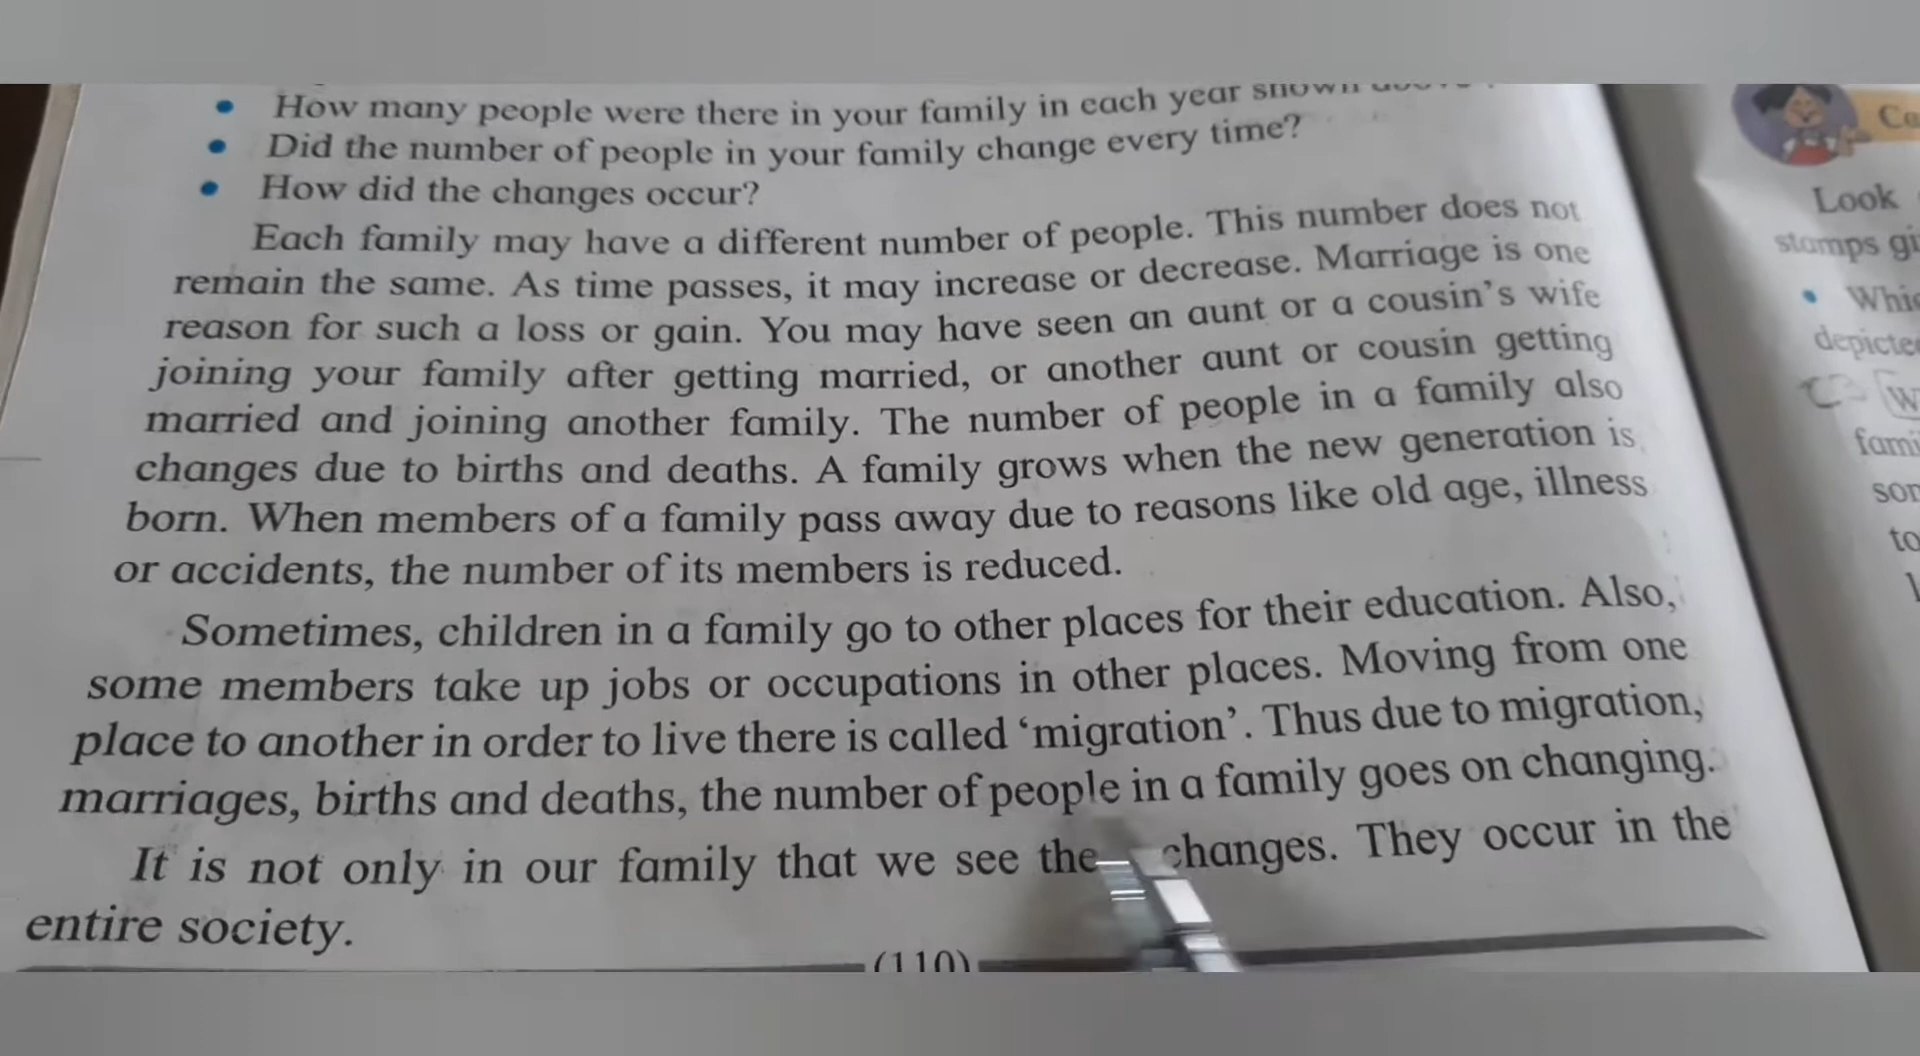 • How many people were there in your family in each year shown
• Did the number of people in your family change every time?
• How did the changes occur?
Each family may have a different number of people. This number does not
remain the same. As time passes, it may increase or decrease. Marriage is one
reason for such a loss or gain. You may have seen an aunt or a cousin's wife
joining your family after getting married, or another aunt or cousin getting
married and joining another family. The number of people in a family also
changes due to births and deaths. A family grows when the new generation is
born. When members of a family pass away due to reasons like old age, illness
or accidents, the number of its members is reduced.
Sometimes, children in a family go to other places for their education. Also,
some members take up jobs or occupations in other places. Moving from one
place to another in order to live there is called ‘migration’. Thus due to migration,
marriages, births and deaths, the number of people in a family goes on changing.
It is not only in our family that we see changes. They occur in the
entire society.
(110)
Look
stamps
•